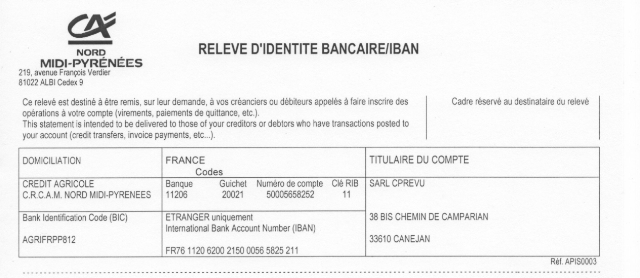 CA
NORD
MIDI-PYRÉNÉES
219, avenue François Verdier
81022 ALBI Cedex 9
RELEVE D'IDENTITE BANCAIRE/IBAN
Ce relevé est destiné à être remis, sur leur demande, à vos créanciers ou débiteurs appelés à faire inscrire des
opérations à votre compte (virements, paiements de quittance, etc.).
This statement is intended to be delivered to those of your creditors or debtors who have transactions posted to
your account (credit transfers, invoice payments, etc...).
Cadre réservé au destinataire du relevé
DOMICILIATION
FRANCE
Codes
TITULAIRE DU COMPTE
CREDIT AGRICOLE
C.R.C.A.M. NORD MIDI-PYRENEES
Banque Guichet Numéro de compte Clé RIB
11206 20021 50005658252 11
SARL CPREVU
Bank Identification Code (BIC)
AGRIFRPP812
ETRANGER uniquement
International Bank Account Number (IBAN)
FR76 1120 6200 2150 0056 5825 211
38 BIS CHEMIN DE CAMPARIAN
33610 CANEJAN
Réf. APIS0003